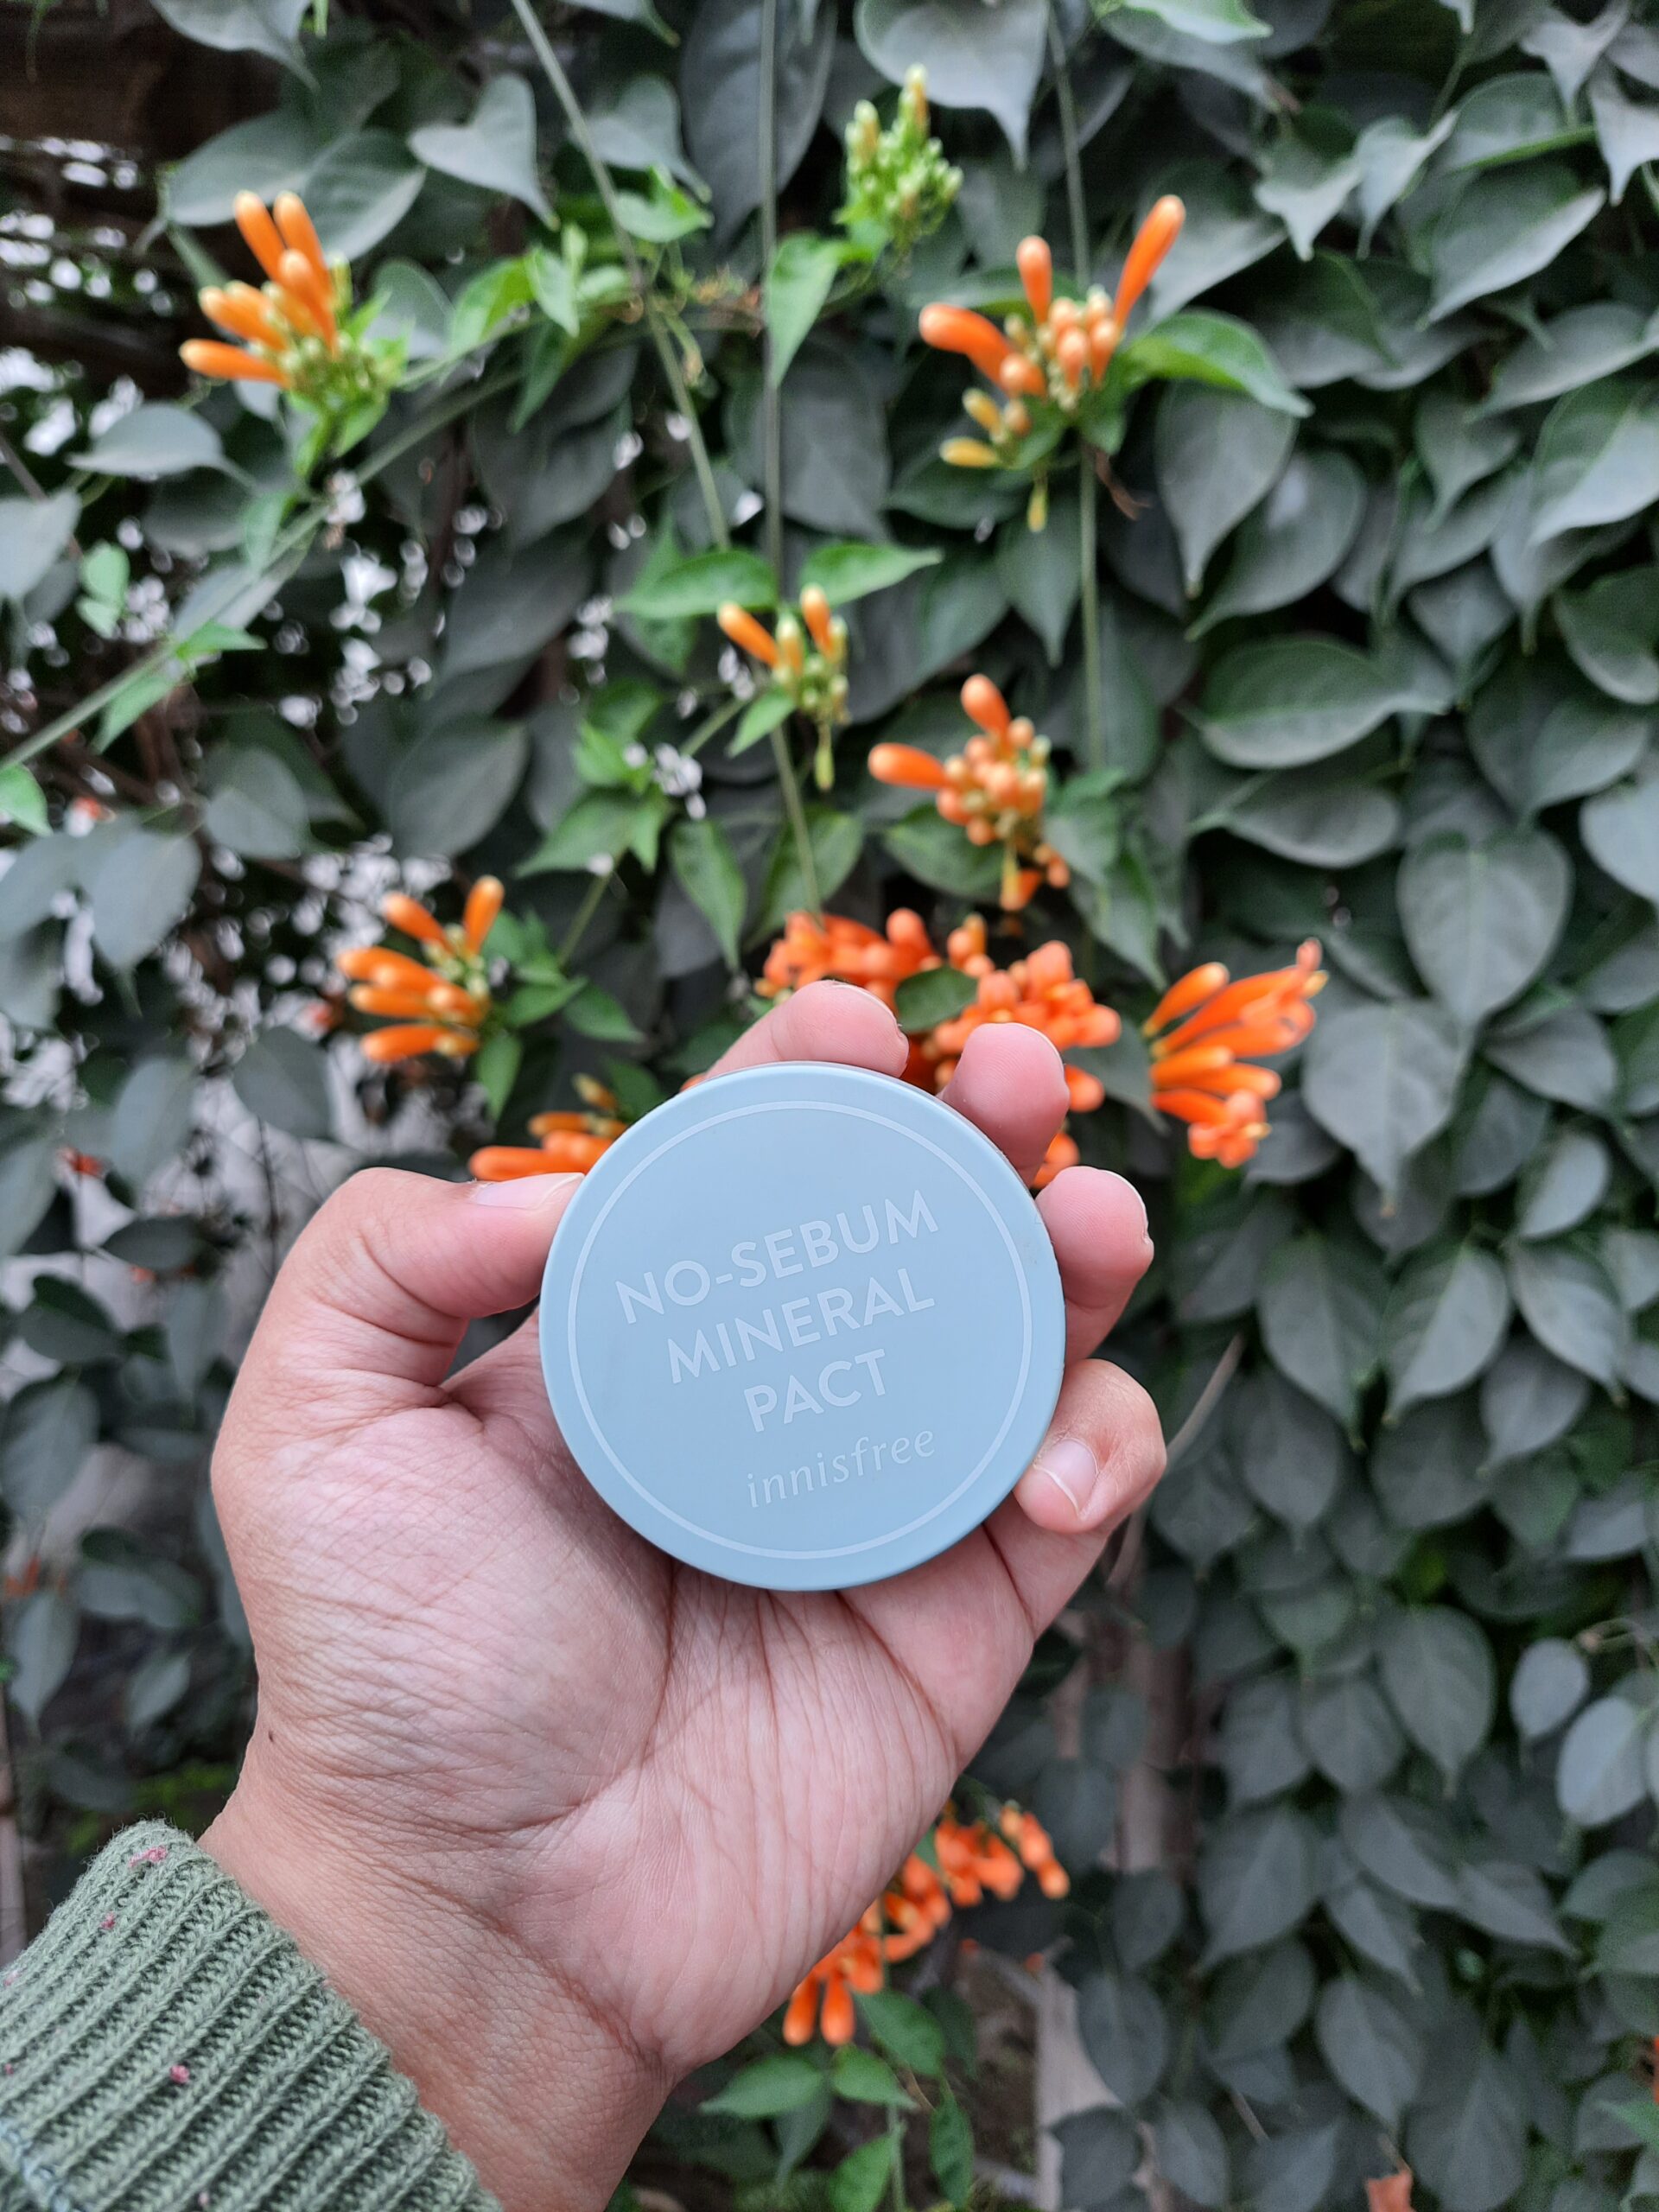 NO-SEBUM
MINERAL
PACT
innisfree